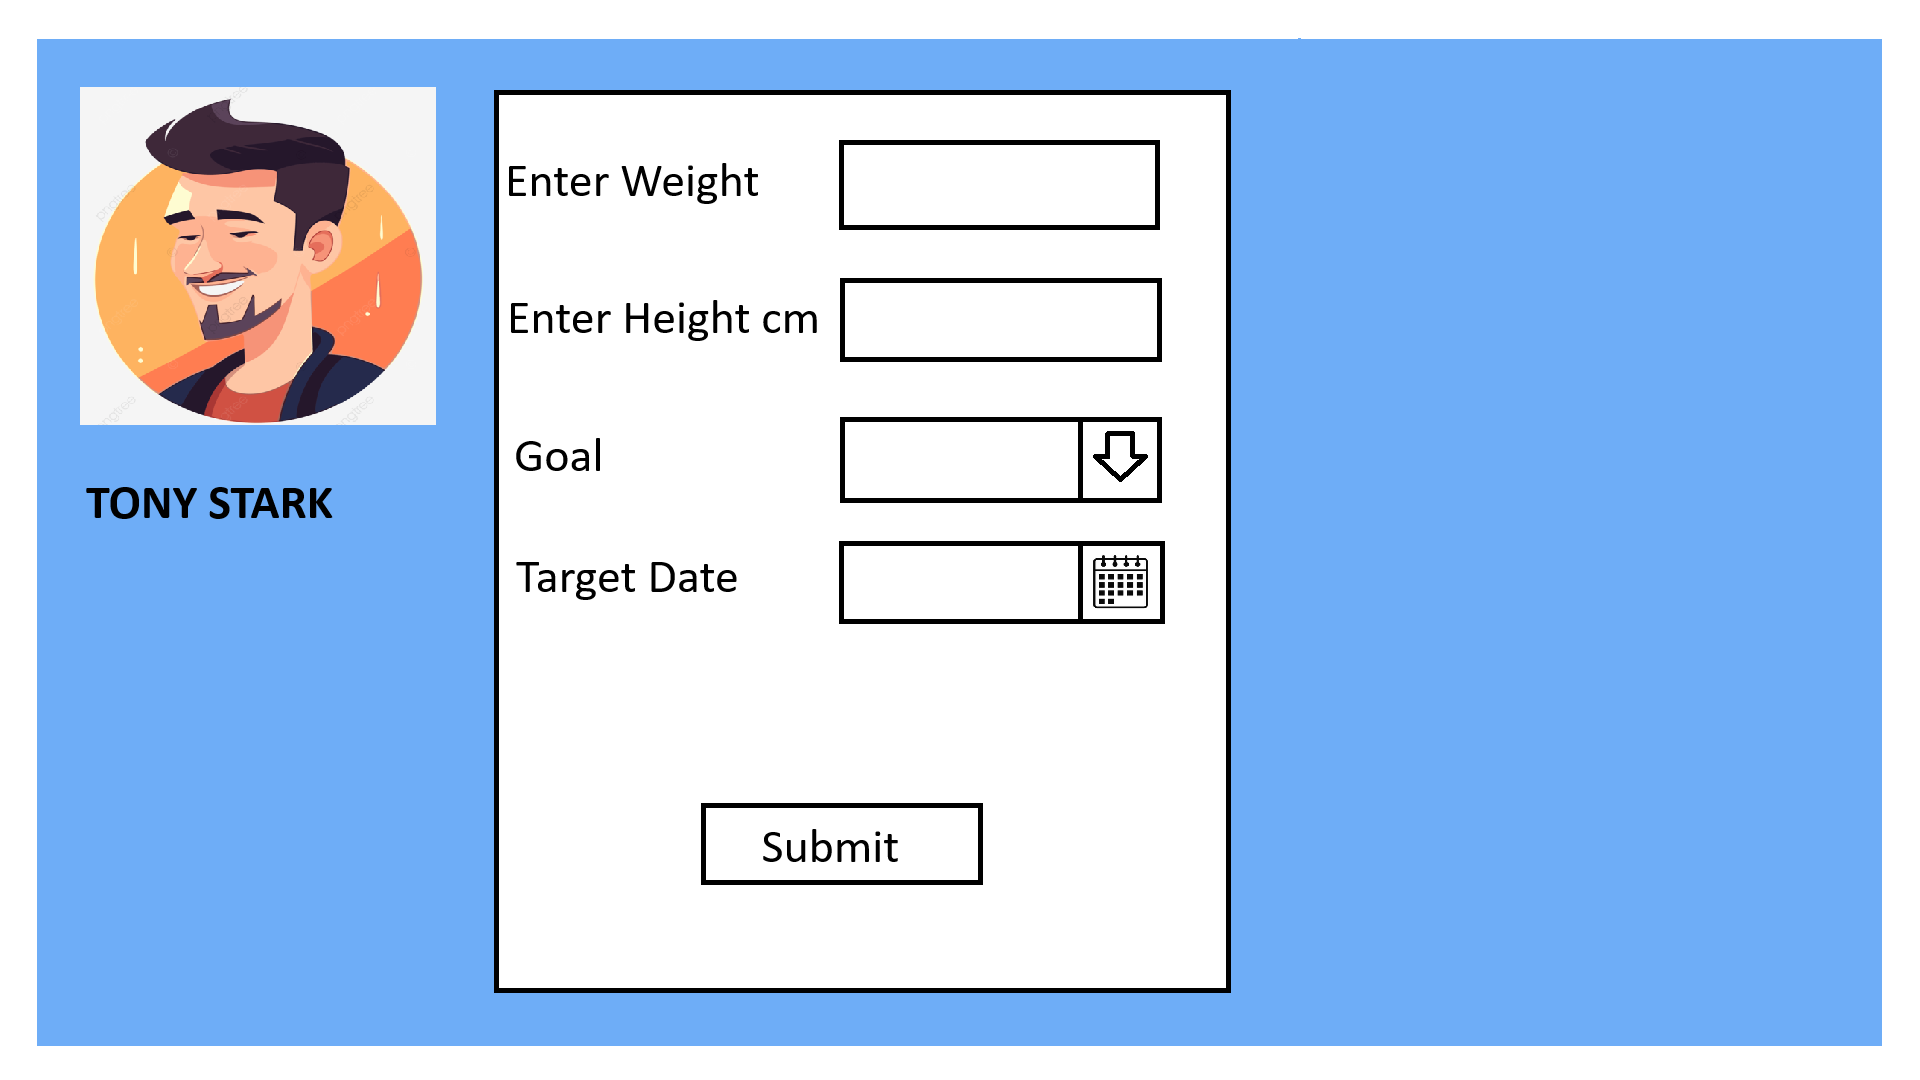 Enter Weight
Enter Height cm
Goal
TONY STARK
Target Date
Submit